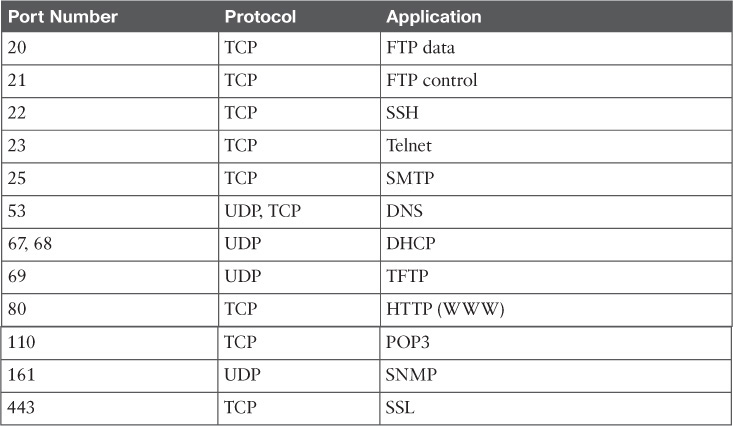 Port Number Protocol Application
20 TCP FTP data
21 TCP FTP control
22 TCP SSH
23 TCP Telnet
25 TCP SMTP
53 UDP, TCP DNS
67, 68 UDP DHCP
69 UDP TFTP
80 TCP HTTP (WWW)
110 TCP POP3
161 UDP SNMP
443 TCP SSL